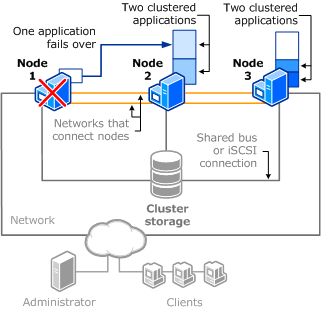 Two clustered
applications
Two clustered
applications
One application
fails over
Node
1
Node
2
Node
3
Networks that
connect nodes
Shared bus
or iSCSI
connection
Cluster
storage
Network
Administrator
Clients